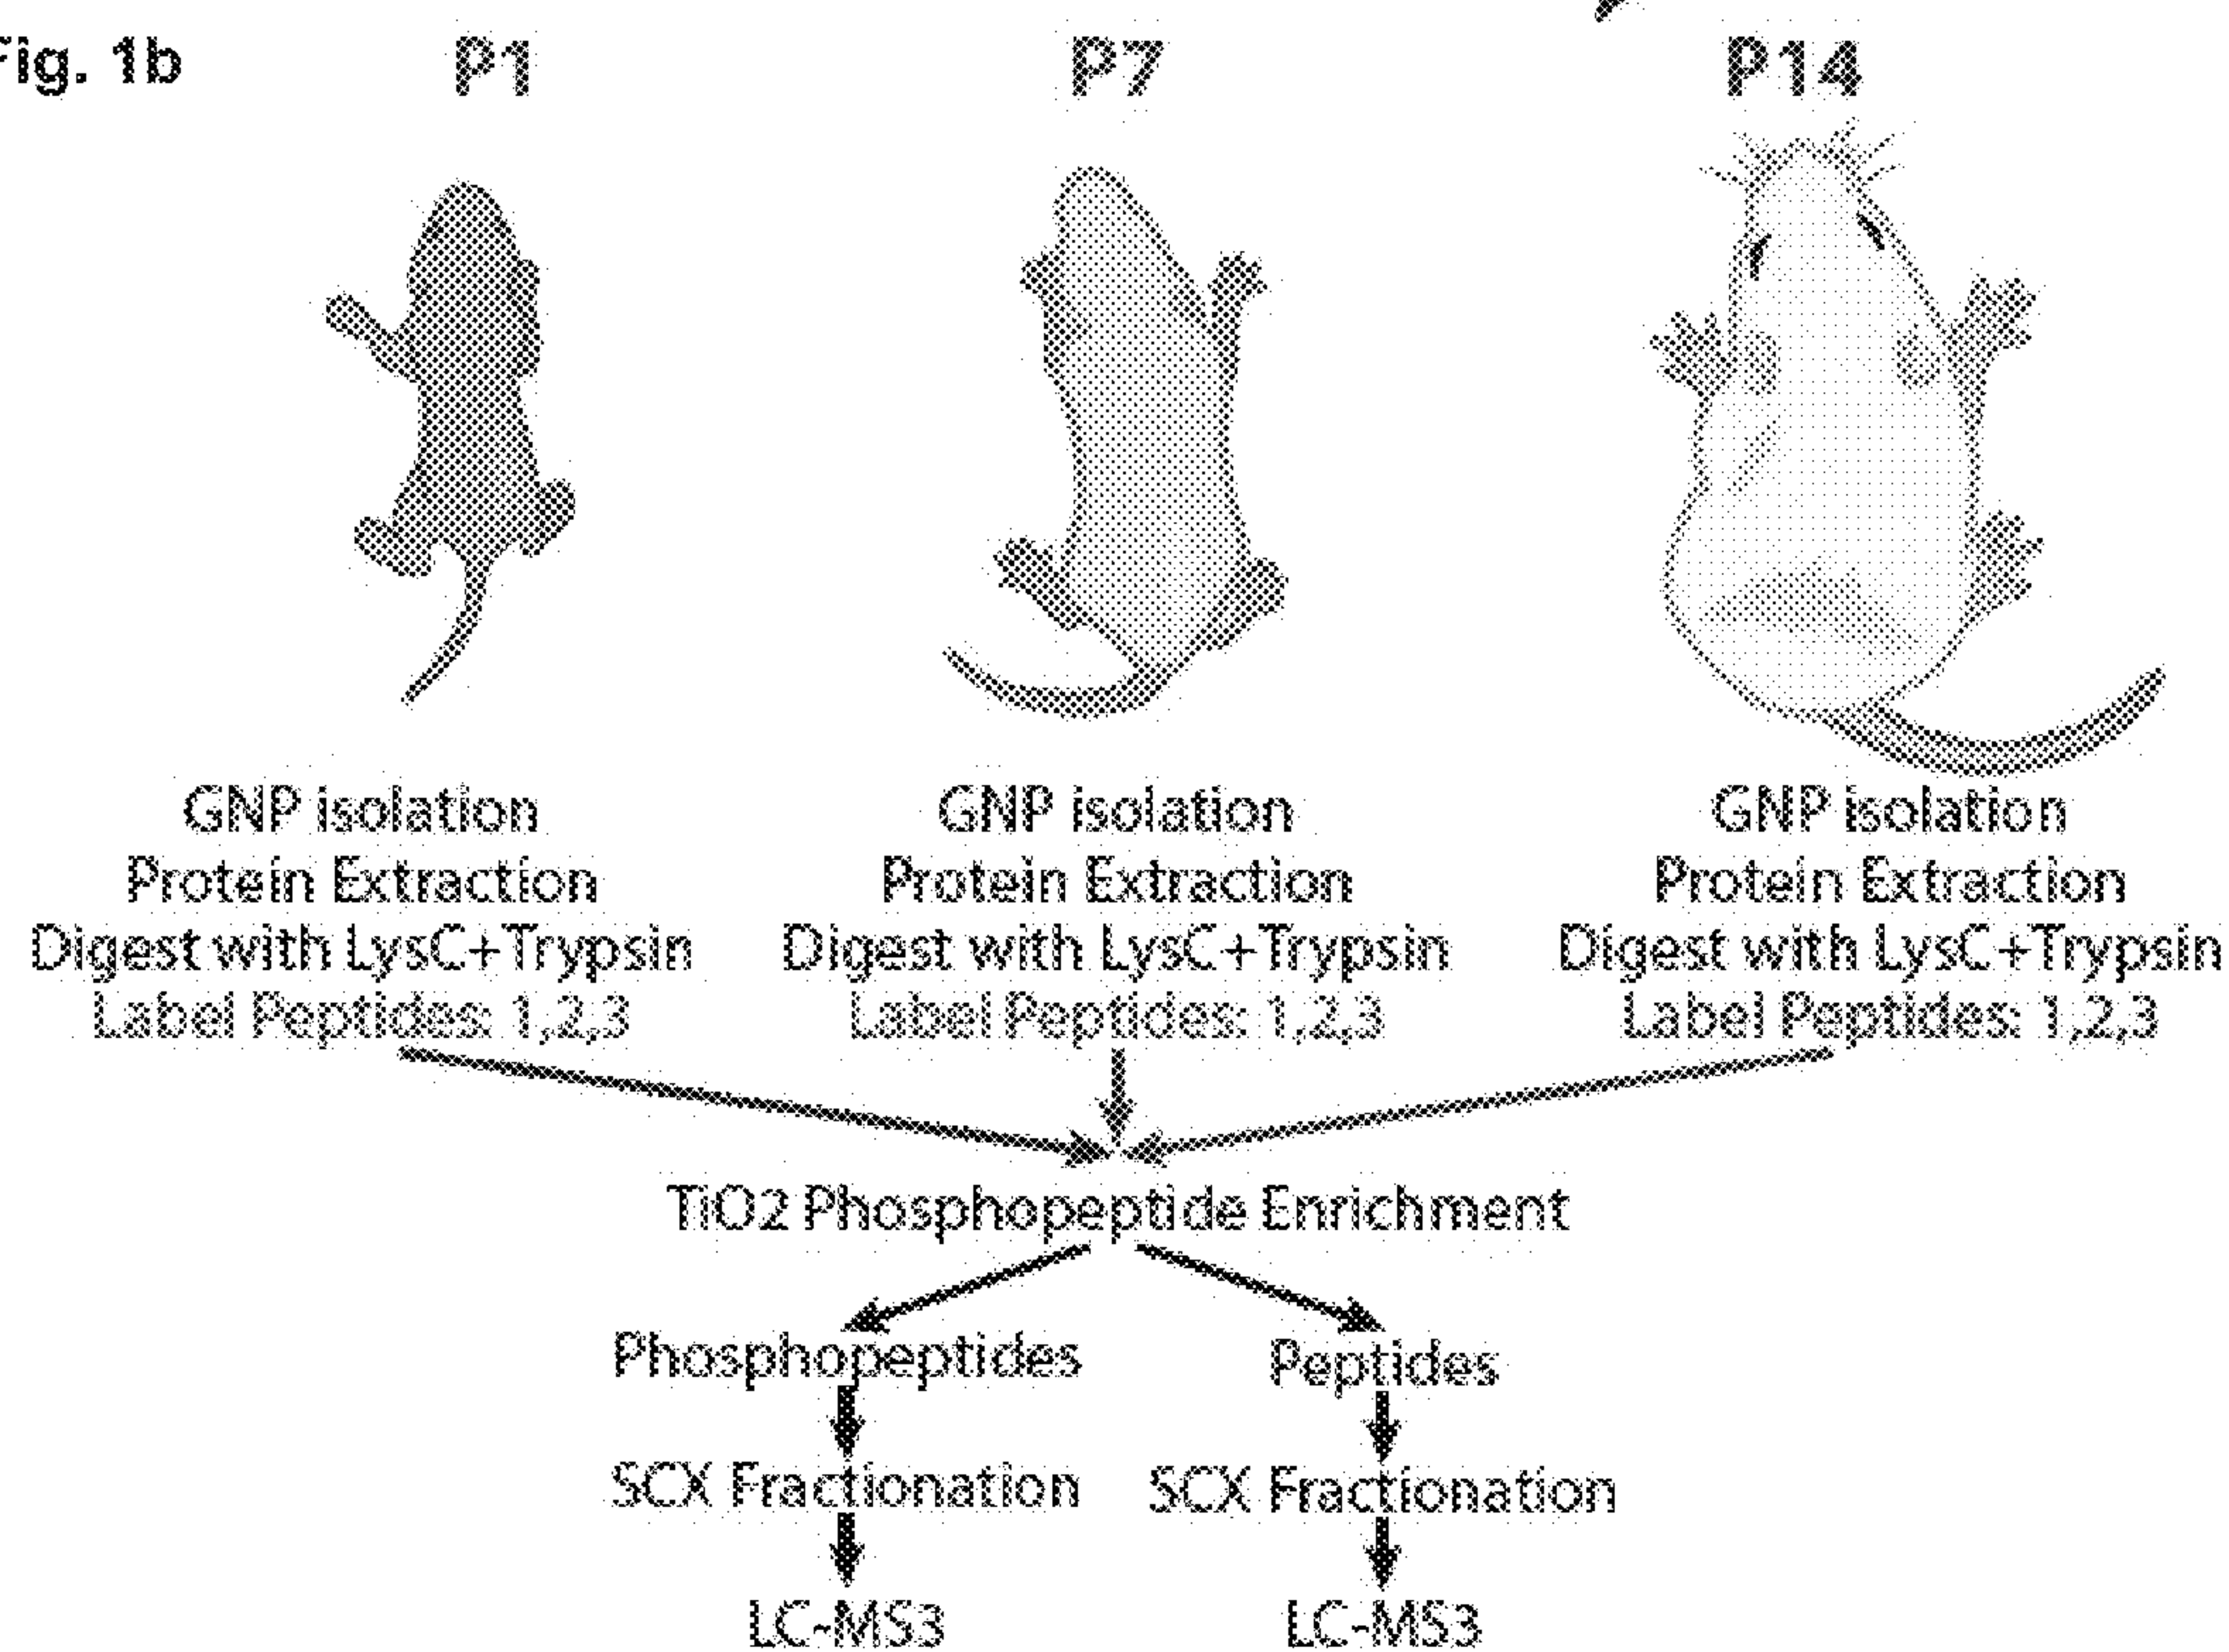 Fig. 1b P1 P7 P14
GNP isolation GNP isolation GNP isolation
Protein Extraction Protein Extraction Protein Extraction
Digest with LysC+Trypsin Digest with LysC+Trypsin Digest with LysC+Trypsin
Label Peptides: 1,2,3 Label Peptides: 1,2,3 Label Peptides: 1,2,3
TiO2 Phosphopeptide Enrichment
Phosphopeptides Peptides
SCX Fractionation SCX Fractionation
LC-MS3 LC-MS3